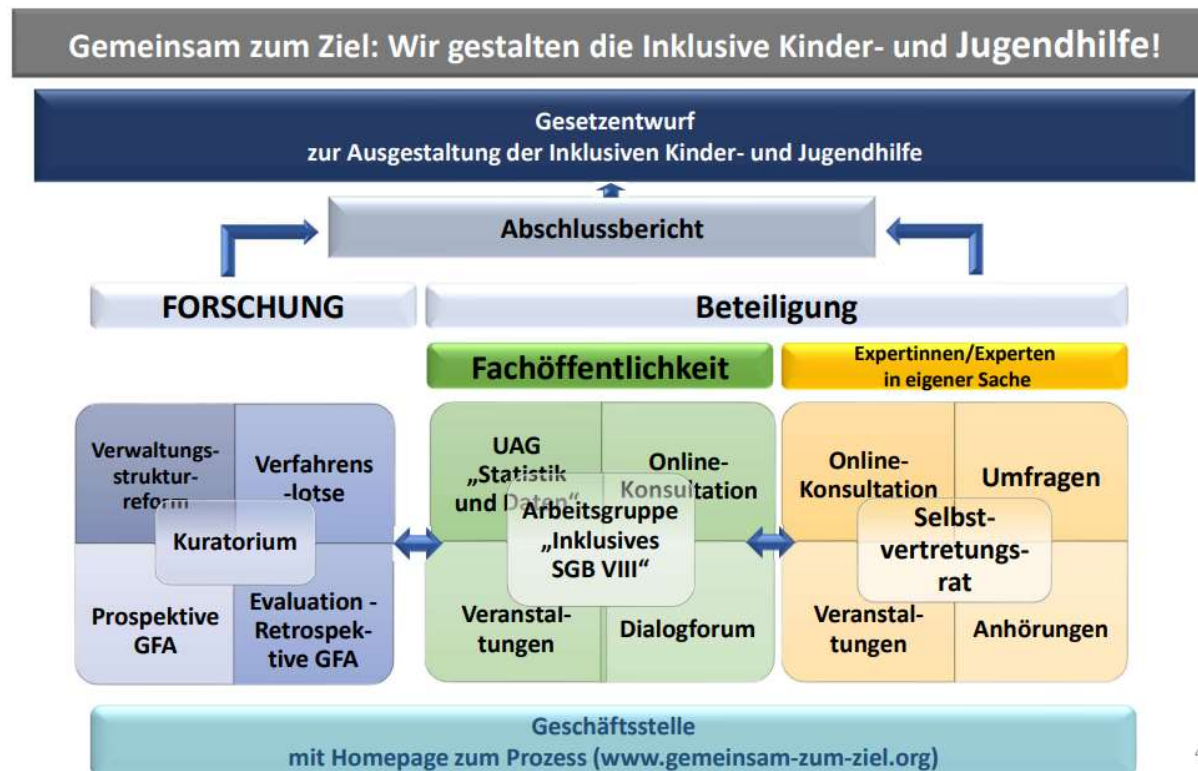 Gemeinsam zum Ziel: Wir gestalten die Inklusive Kinder- und Jugendhilfe!
Gesetzentwurf
zur Ausgestaltung der Inklusiven Kinder- und Jugendhilfe
Abschlussbericht
FORSCHUNG
Beteiligung
Fachöffentlichkeit
Expertinnen/Experten
in eigener Sache
Verwaltungs-
struktur-
reform
Verfahrens
-lotse
Kuratorium
Prospektive
GFA
Evaluation -
Retrospek-
tive GFA
UAG
„Statistik
und Daten“
Online-
Konsultation
Arbeitsgruppe
„Inklusives
SGB VIII“
Veranstal-
tungen
Dialogforum
Online-
Konsultation
Umfragen
Selbst-
vertretungs-
rat
Veranstal-
tungen
Anhörungen
Geschäftsstelle
mit Homepage zum Prozess (www.gemeinsam-zum-ziel.org)